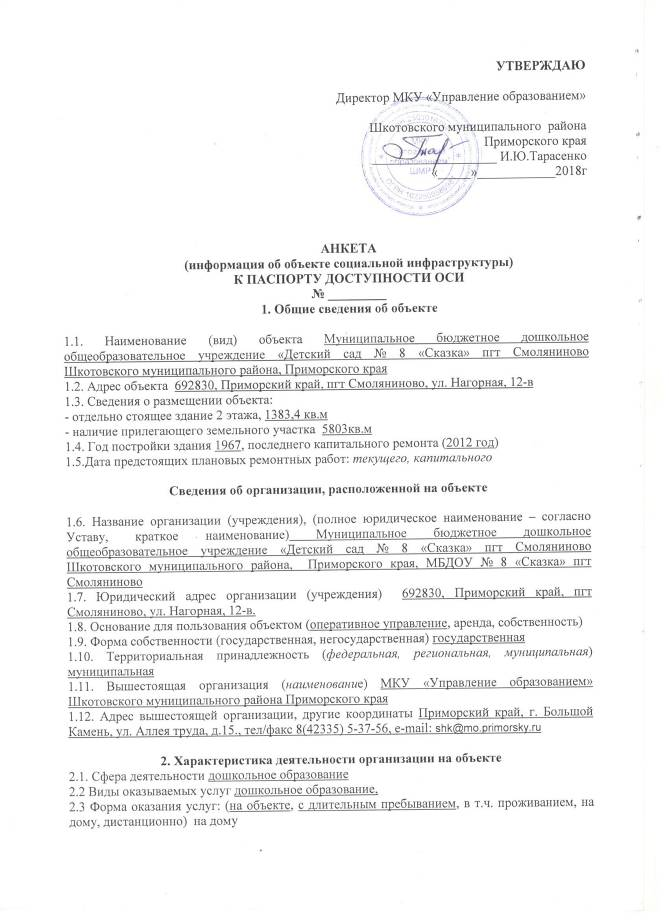 УТВЕРЖДАЮ
Директор МКУ «Управление образованием»
Шкотовского муниципального района
Приморского края
____________________ И.Ю.Тарасенко
«_____»_____________2018г
АНКЕТА
(информация об объекте социальной инфраструктуры)
К ПАСПОРТУ ДОСТУПНОСТИ ОСИ
№ _________
1. Общие сведения об объекте
1.1. Наименование (вид) объекта Муниципальное бюджетное дошкольное
общеобразовательное учреждение «Детский сад № 8 «Сказка» пгт Смоляниново
Шкотовского муниципального района, Приморского края
1.2. Адрес объекта 692830, Приморский край, пгт Смоляниново, ул. Нагорная, 12-в
1.3. Сведения о размещении объекта:
- отдельно стоящее здание 2 этажа, 1383,4 кв.м
- наличие прилегающего земельного участка 5803кв.м
1.4. Год постройки здания 1967, последнего капитального ремонта (2012 год)
1.5.Дата предстоящих плановых ремонтных работ: текущего, капитального
Сведения об организации, расположенной на объекте
1.6. Название организации (учреждения), (полное юридическое наименование – согласно
Уставу, краткое наименование) Муниципальное бюджетное дошкольное
общеобразовательное учреждение «Детский сад № 8 «Сказка» пгт Смоляниново
Шкотовского муниципального района, Приморского края, МБДОУ № 8 «Сказка» пгт
Смоляниново
1.7. Юридический адрес организации (учреждения) 692830, Приморский край, пгт
Смоляниново, ул. Нагорная, 12-в.
1.8. Основание для пользования объектом (оперативное управление, аренда, собственность)
1.9. Форма собственности (государственная, негосударственная) государственная
1.10. Территориальная принадлежность (федеральная, региональная, муниципальная)
муниципальная
1.11. Вышестоящая организация (наименование) МКУ «Управление образованием»
Шкотовского муниципального района Приморского края
1.12. Адрес вышестоящей организации, другие координаты Приморский край, г. Большой
Камень, ул. Аллея труда, д.15., тел/факс 8(42335) 5-37-56, e-mail: shk@mo.primorsky.ru
2. Характеристика деятельности организации на объекте
2.1. Сфера деятельности дошкольное образование
2.2 Виды оказываемых услуг дошкольное образование.
2.3 Форма оказания услуг: (на объекте, с длительным пребыванием, в т.ч. проживанием, на
дому, дистанционно) на дому